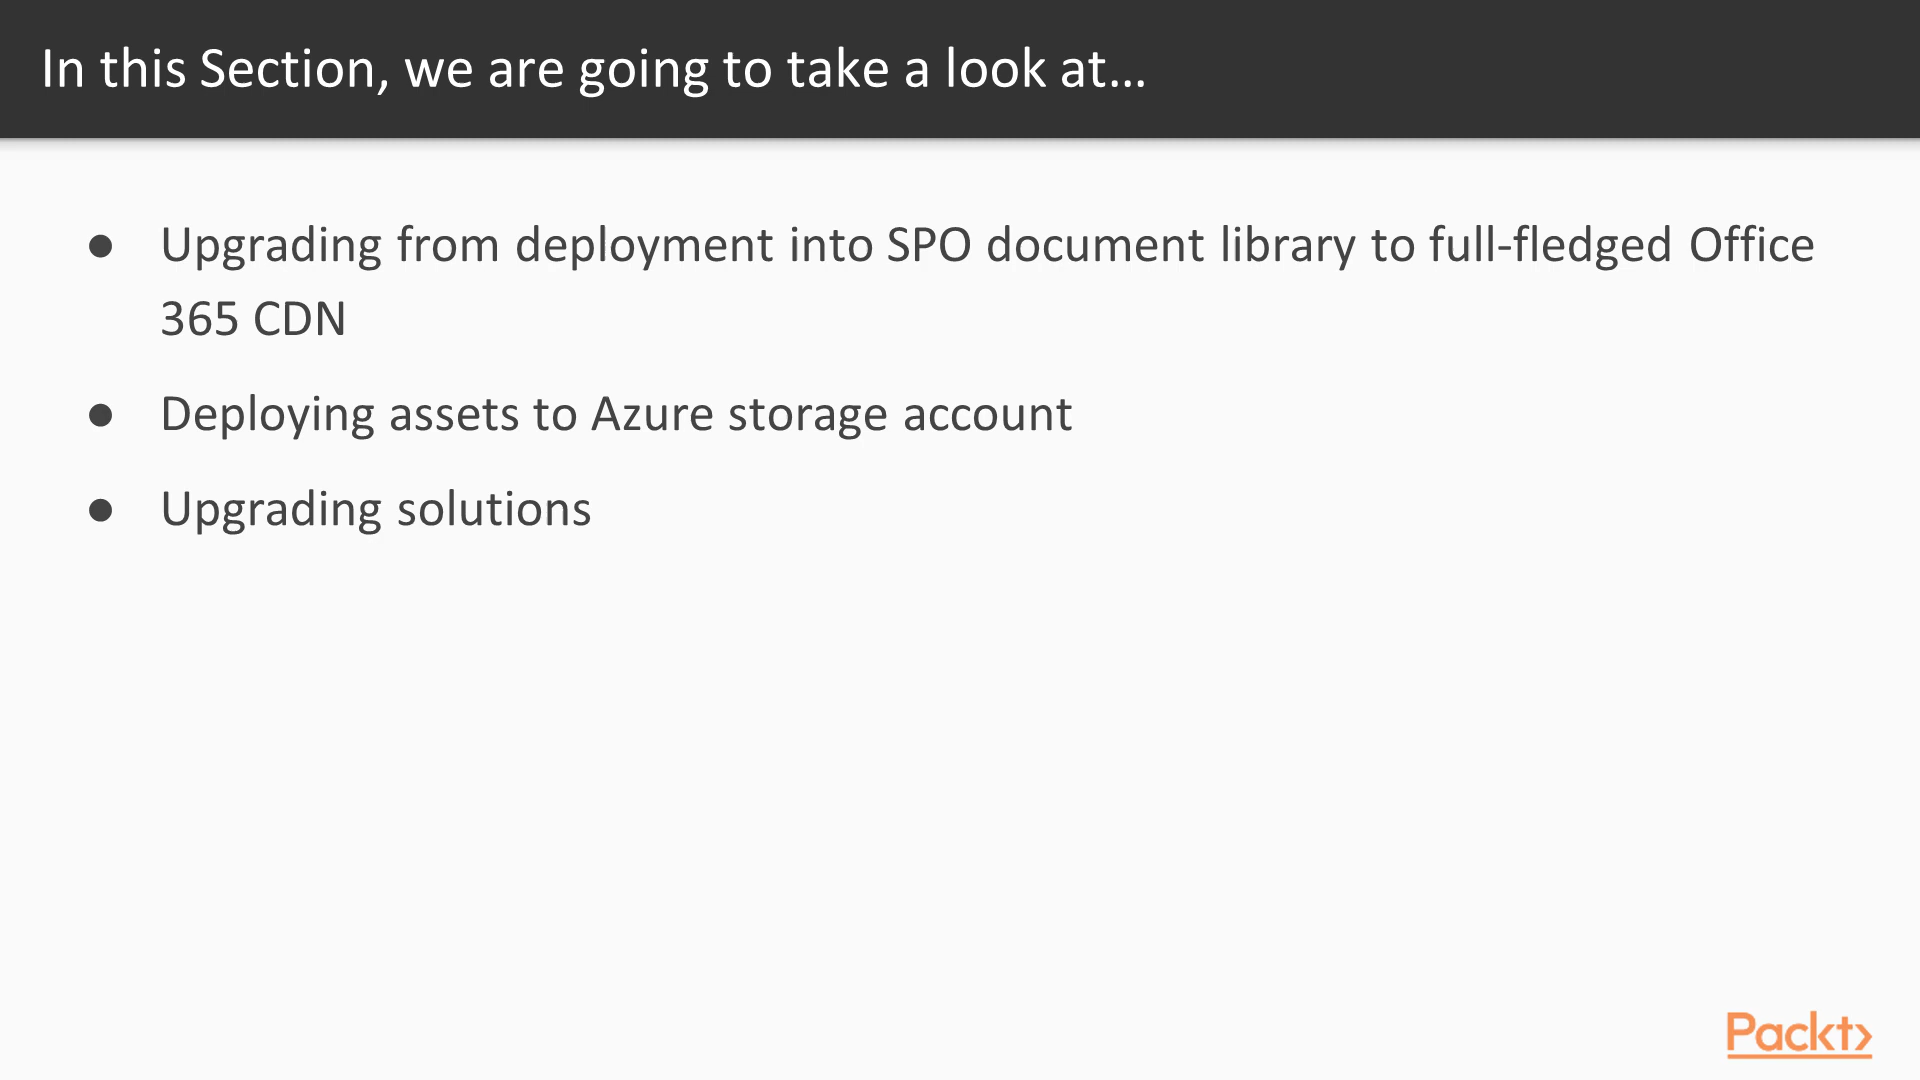 In this Section, we are going to take a look at…
● Upgrading from deployment into SPO document library to full-fledged Office
365 CDN
● Deploying assets to Azure storage account
● Upgrading solutions
Packt>